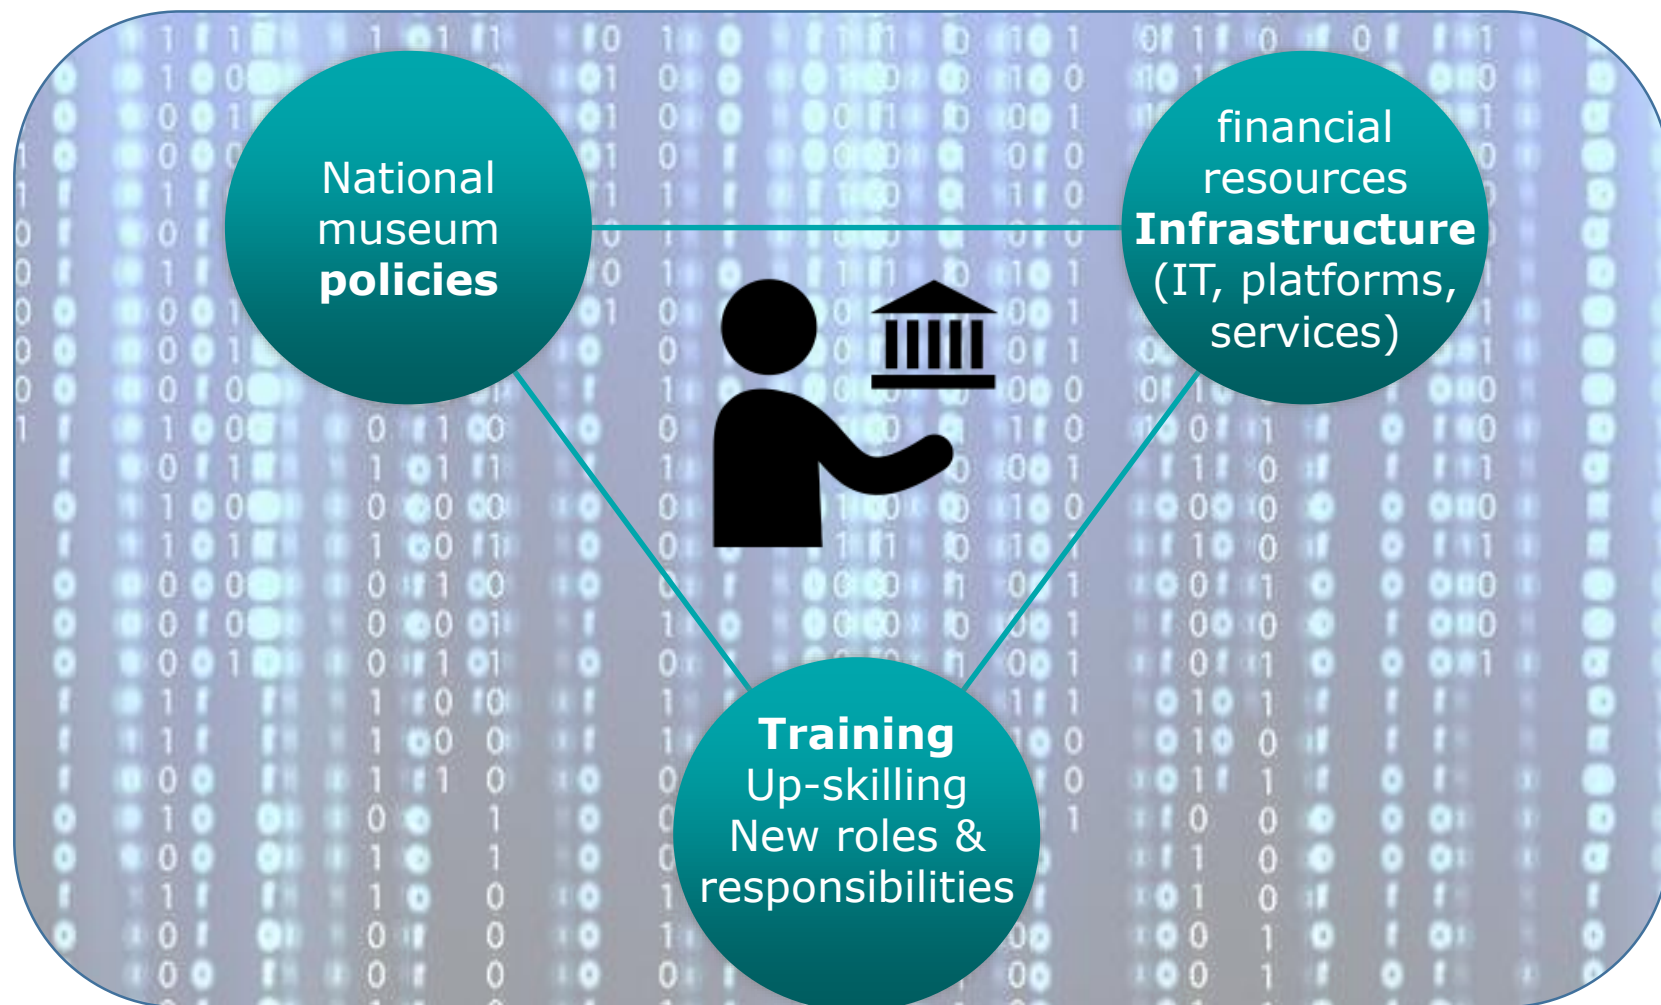 National
museum
policies
financial
resources
Infrastructure
(IT, platforms,
services)
Training
Up-skilling
New roles &
responsibilities